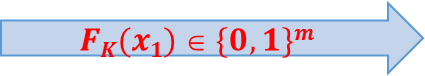 F_K(x_1) ∈ {0, 1}^m